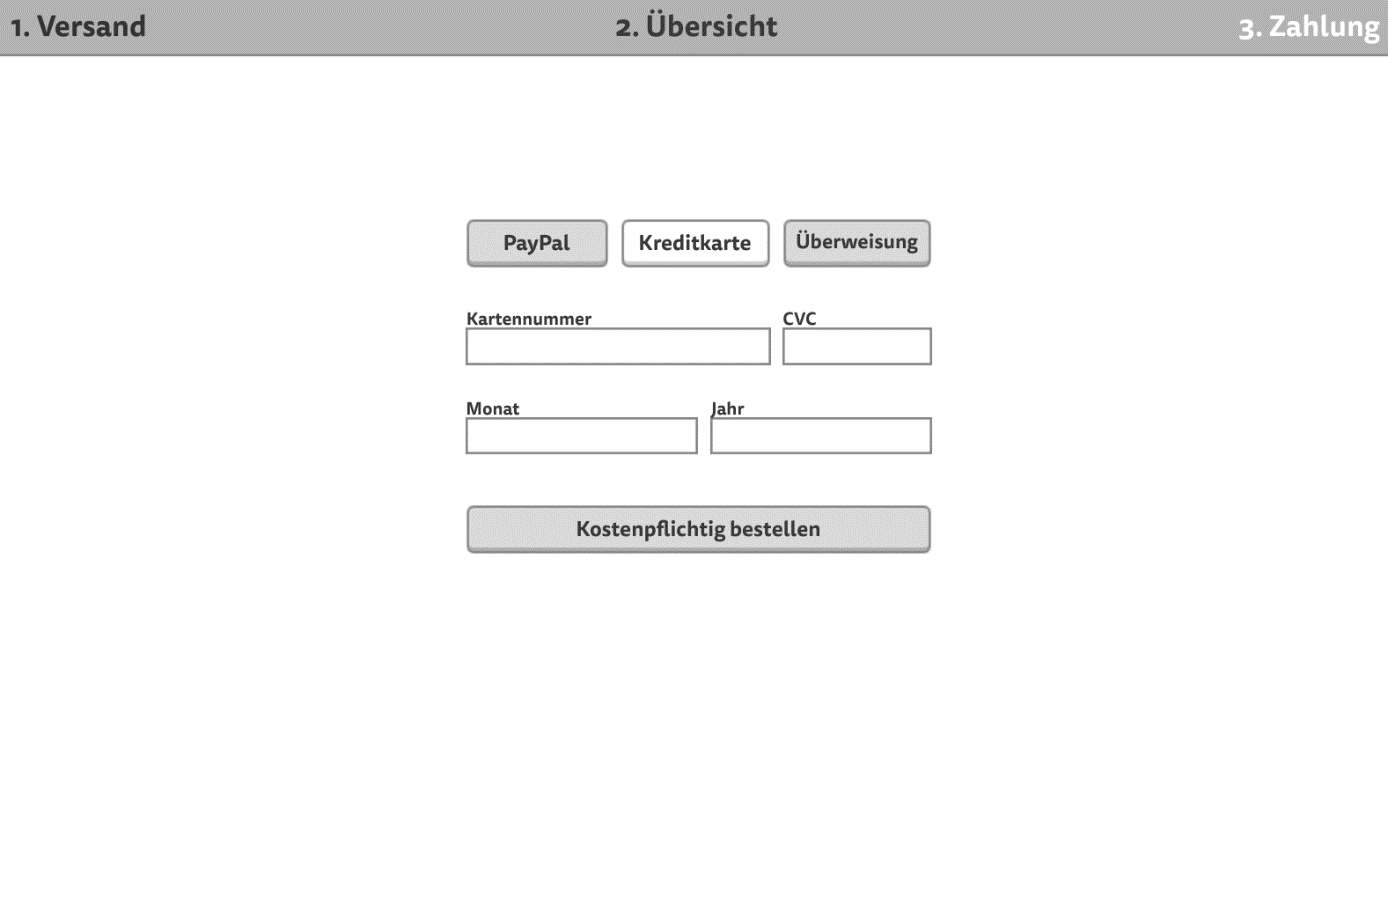 1. Versand 2. Übersicht 3. Zahlung
PayPal Kreditkarte Überweisung
Kartennummer CVC
Monat Jahr
Kostenpflichtig bestellen